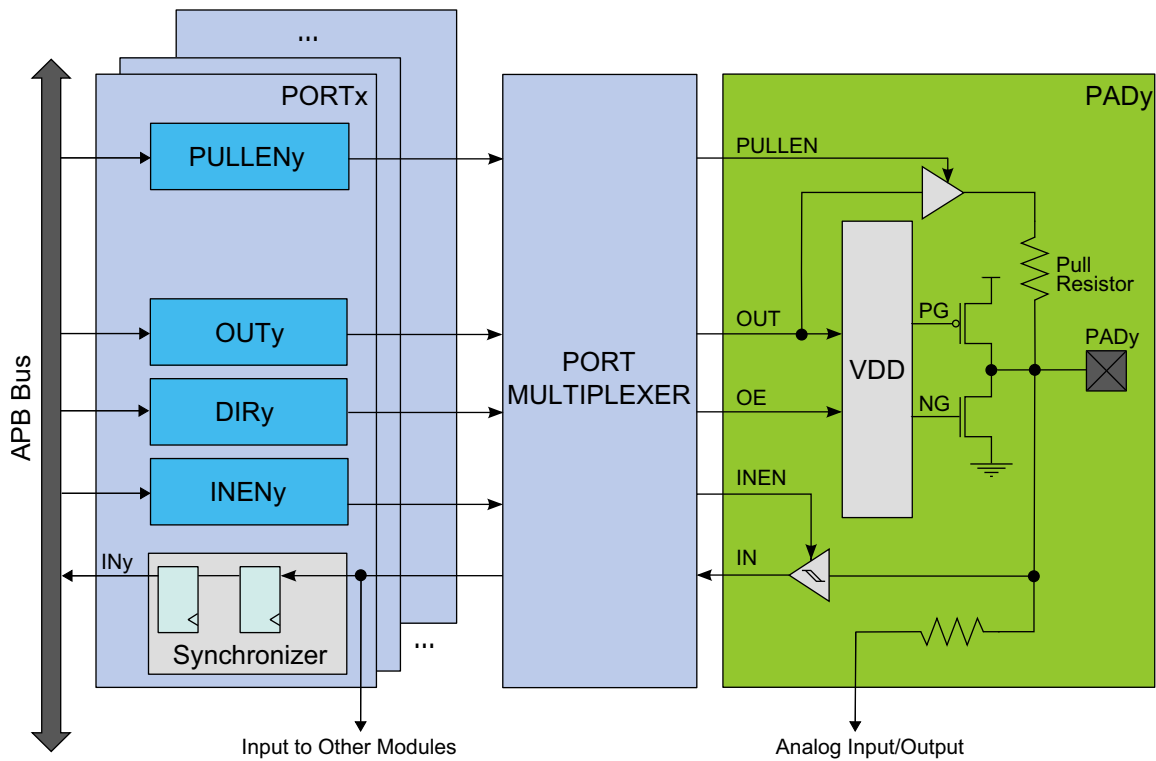 ...
PORTx
PADy
PULLENy
PULLEN
Pull
Resistor
OUTy
OUT
PG
PADy
PORT
MULTIPLEXER
VDD
APB Bus
DIRy
OE
NG
INENy
INEN
INy
IN
Synchronizer
...
Input to Other Modules
Analog Input/Output